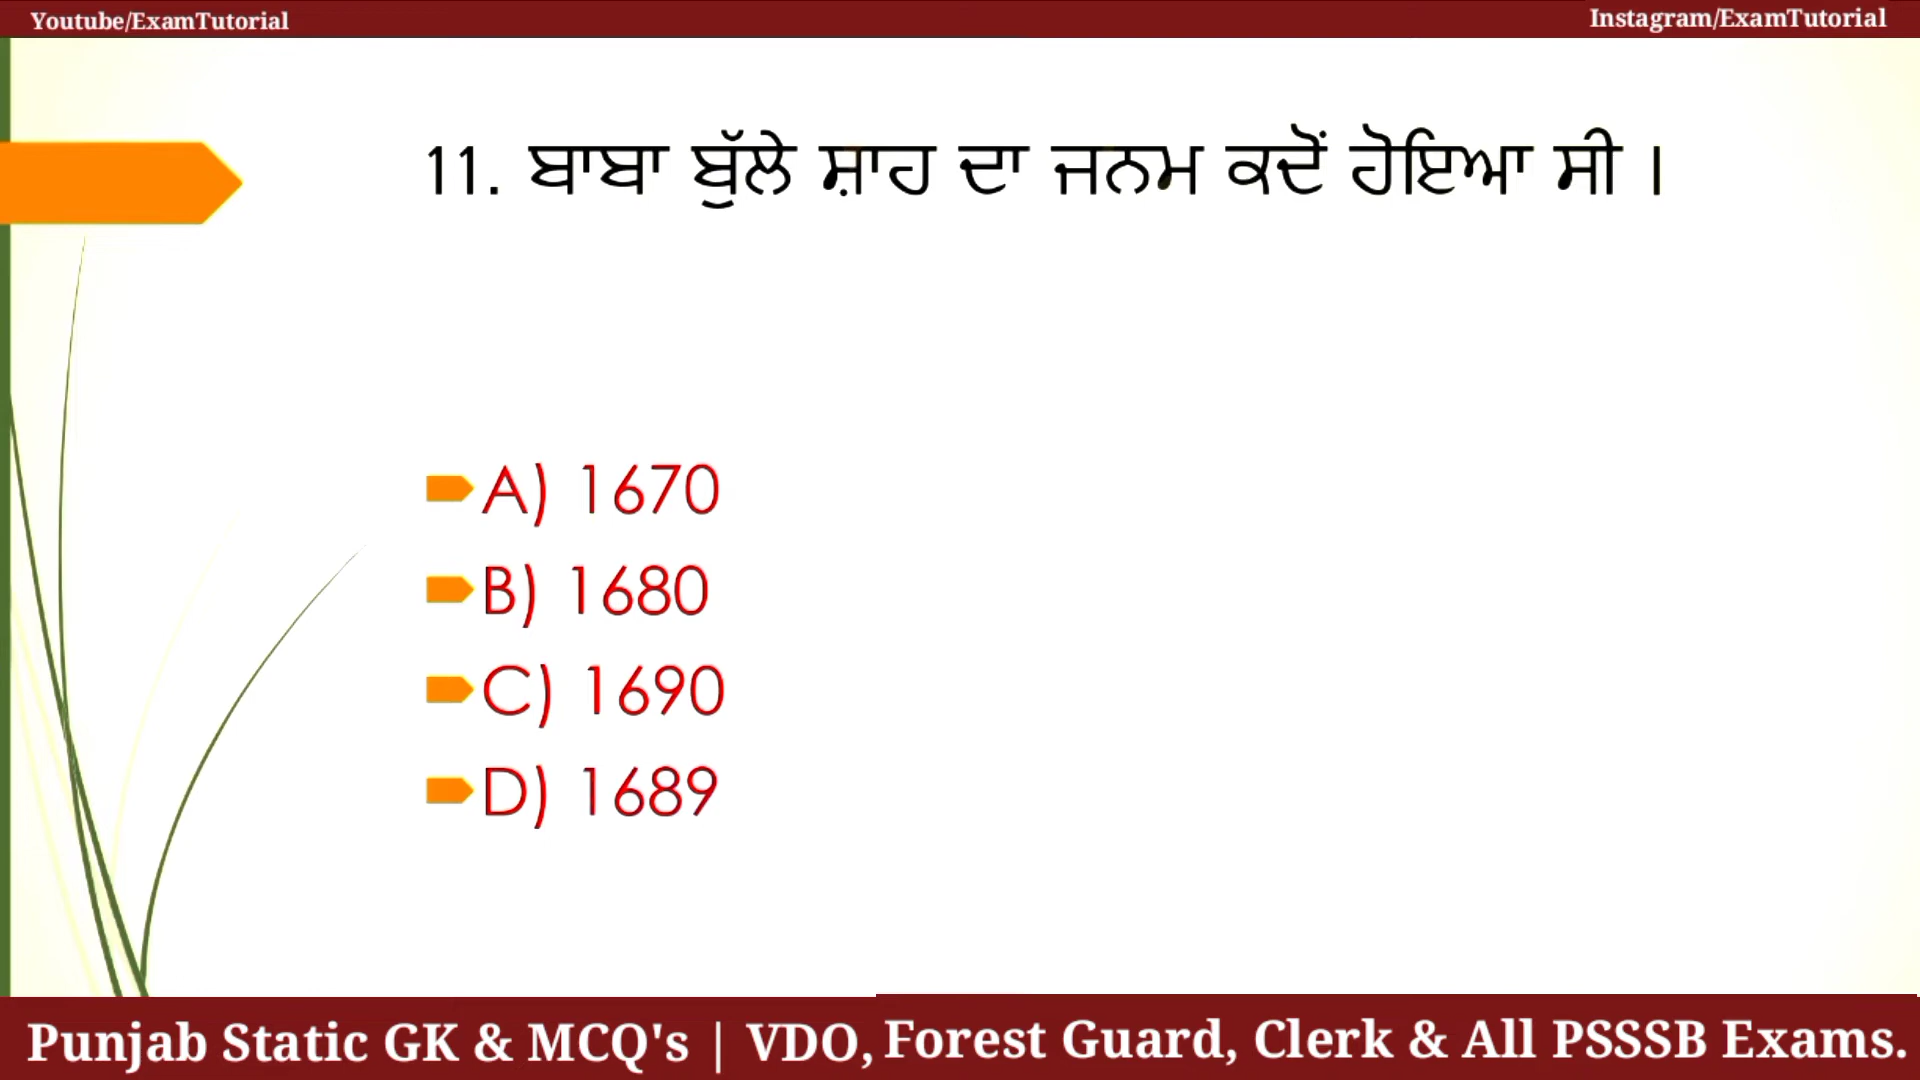 Youtube/ExamTutorial
Instagram/ExamTutorial
11. ਬਾਬਾ ਬੁੱਲੇ ਸ਼ਾਹ ਦਾ ਜਨਮ ਕਦੋਂ ਹੋਇਆ ਸੀ ।
A) 1670
B) 1680
C) 1690
D) 1689
Punjab Static GK & MCQ's | VDO, Forest Guard, Clerk & All PSSSB Exams.